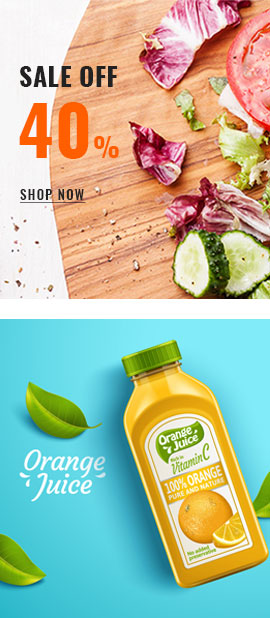 SALE OFF
40%
SHOP NOW
Orange
Juice
Orange
Juice
Rich in
Vitamin C
100% ORANGE
PURE AND NATURE
No added
preservative